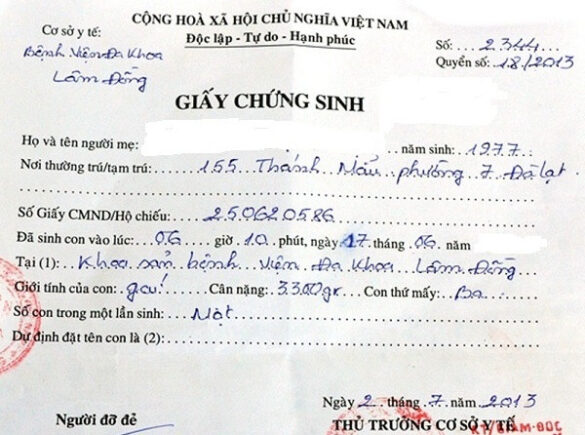 CỘNG HOÀ XÃ HỘI CHỦ NGHĨA VIỆT NAM
Độc lập - Tự do - Hạnh phúc
Cơ sở y tế:
Bệnh Viện Đa Khoa
Lâm Đồng
Số: 2344
Quyển số: 18/2013
GIẤY CHỨNG SINH
Họ và tên người mẹ: năm sinh: 1977
Nơi thường trú/tạm trú: 155 Thánh Mẫu phường 7 Đà lạt
Số Giấy CMND/Hộ chiếu: 250620586
Đã sinh con vào lúc: 06 giờ 10 phút, ngày 17 tháng 06 năm
Tại (1): Khoa sản bệnh viện Đa Khoa Lâm Đồng
Giới tính của con: gái Cân nặng: 3300gr Con thứ mấy: Ba
Số con trong một lần sinh: Một
Dự định đặt tên con là (2):
Ngày 2 tháng 7 năm 2013
Người đỡ đẻ
THỦ TRƯỞNG CƠ SỞ Y TẾ
KT/GIÁM ĐỐC